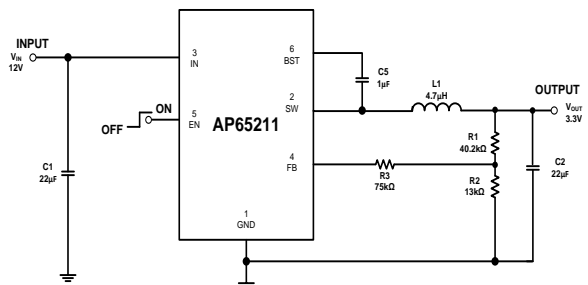 INPUT
VIN
12V
C1
22μF
OFF
ON
3
IN
5
EN
AP65211
6
BST
2
SW
4
FB
1
GND
C5
1μF
L1
4.7μH
R3
75kΩ
R1
40.2kΩ
R2
13kΩ
C2
22μF
OUTPUT
VOUT
3.3V